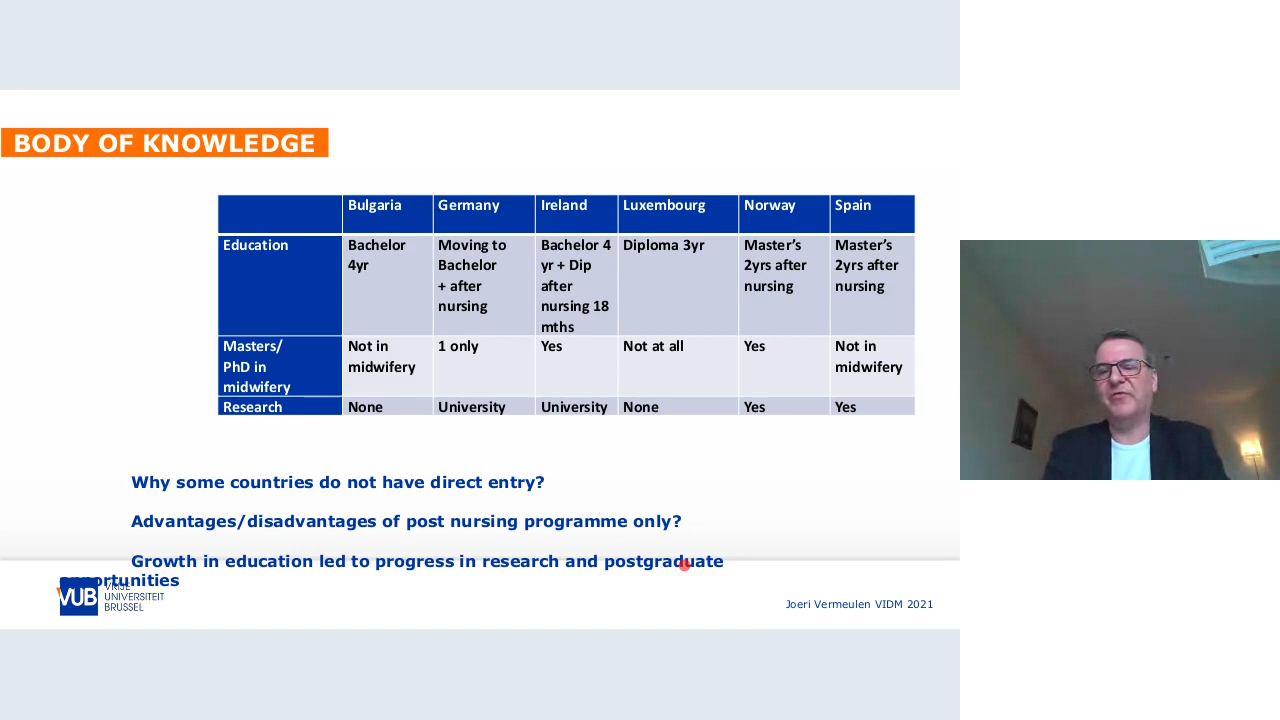 BODY OF KNOWLEDGE
Bulgaria Germany Ireland Luxembourg Norway Spain
Education Bachelor Moving to Bachelor 4 Diploma 3yr Master’s Master’s
4yr Bachelor yr + Dip 2yrs after 2yrs after
+ after after nursing nursing
nursing nursing 18
mths
Masters/ Not in 1 only Yes Not at all Yes Not in
PhD in midwifery midwifery
midwifery
Research None University University None Yes Yes
Why some countries do not have direct entry?
Advantages/disadvantages of post nursing programme only?
Growth in education led to progress in research and postgraduate
opportunities
VUB
VRIJE
UNIVERSITEIT
BRUSSEL
Joeri Vermeulen VIDM 2021